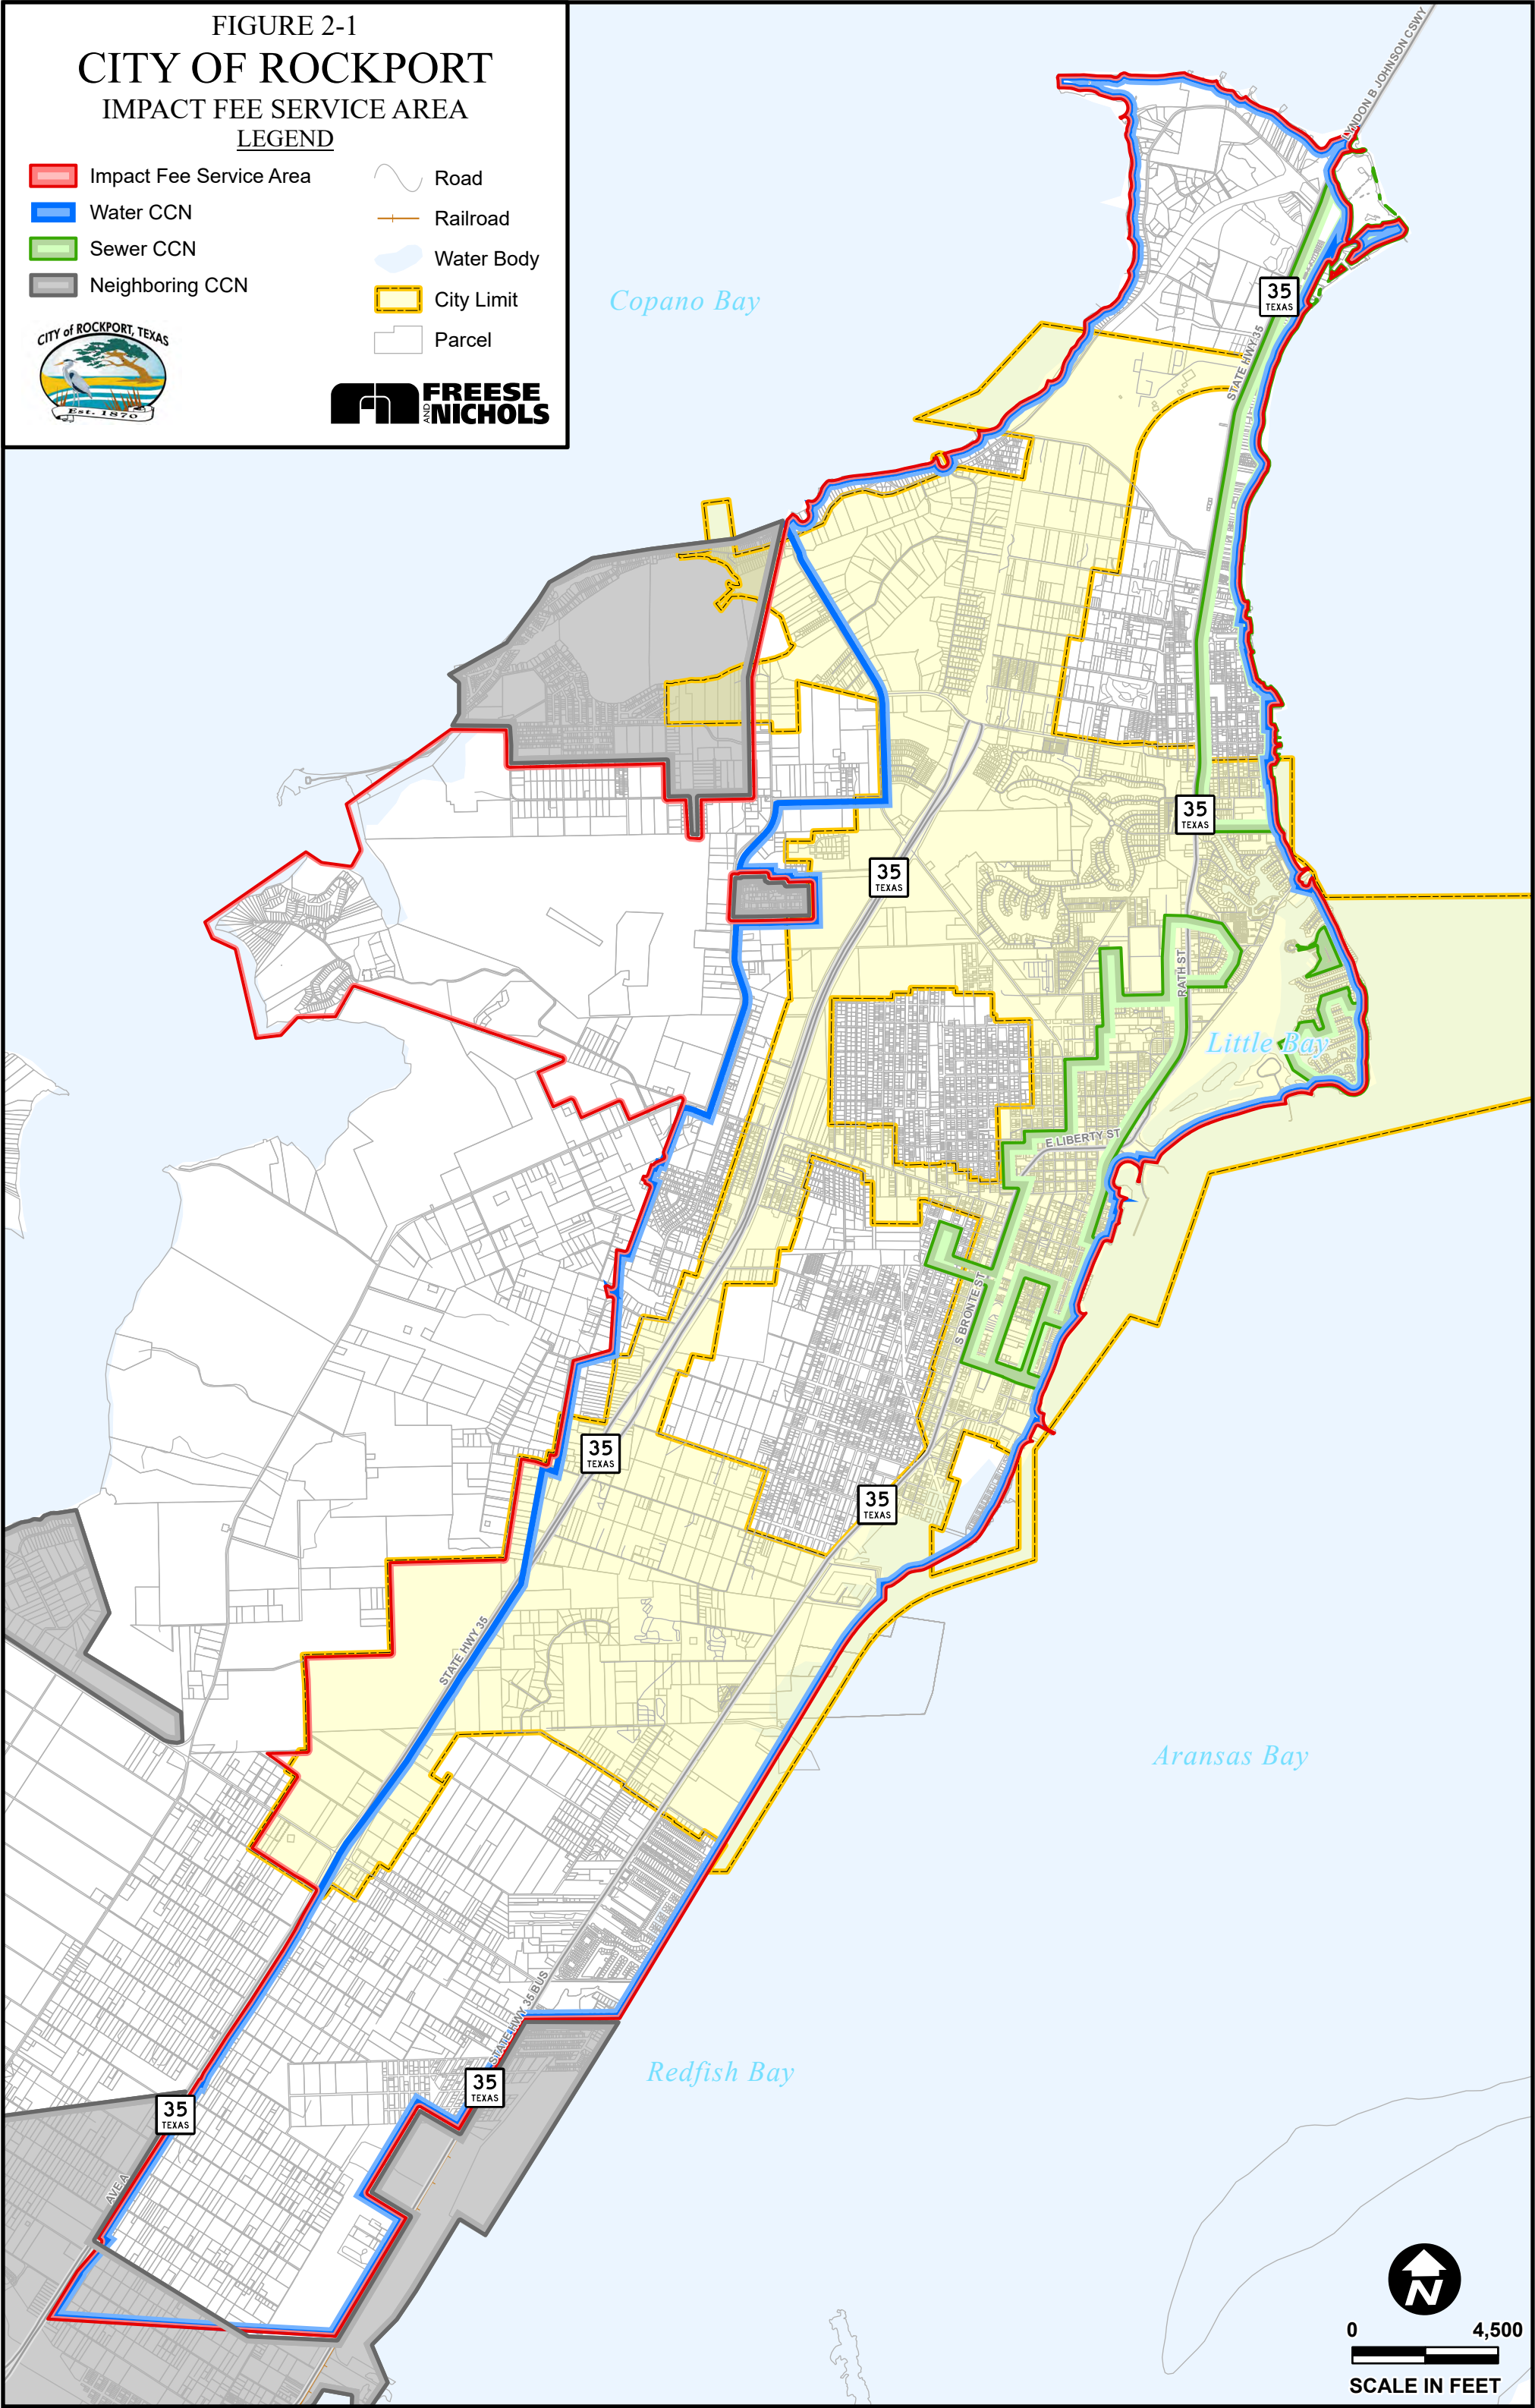 FIGURE 2-1
CITY OF ROCKPORT
IMPACT FEE SERVICE AREA
LEGEND
Impact Fee Service Area
Water CCN
Sewer CCN
Neighboring CCN
Road
Railroad
Water Body
City Limit
Parcel
CITY of ROCKPORT, TEXAS
Est. 1870
FREESE
AND
NICHOLS
LYNDON B JOHNSON CSWY
Copano Bay
35
TEXAS
STATE HWY 35
35
TEXAS
35
TEXAS
RATH ST
Little Bay
E LIBERTY ST
S BRONTE ST
35
TEXAS
35
TEXAS
STATE HWY 35
Aransas Bay
STATE HWY 35 BUS
Redfish Bay
35
TEXAS
35
TEXAS
AVE A
N
0 4,500
SCALE IN FEET